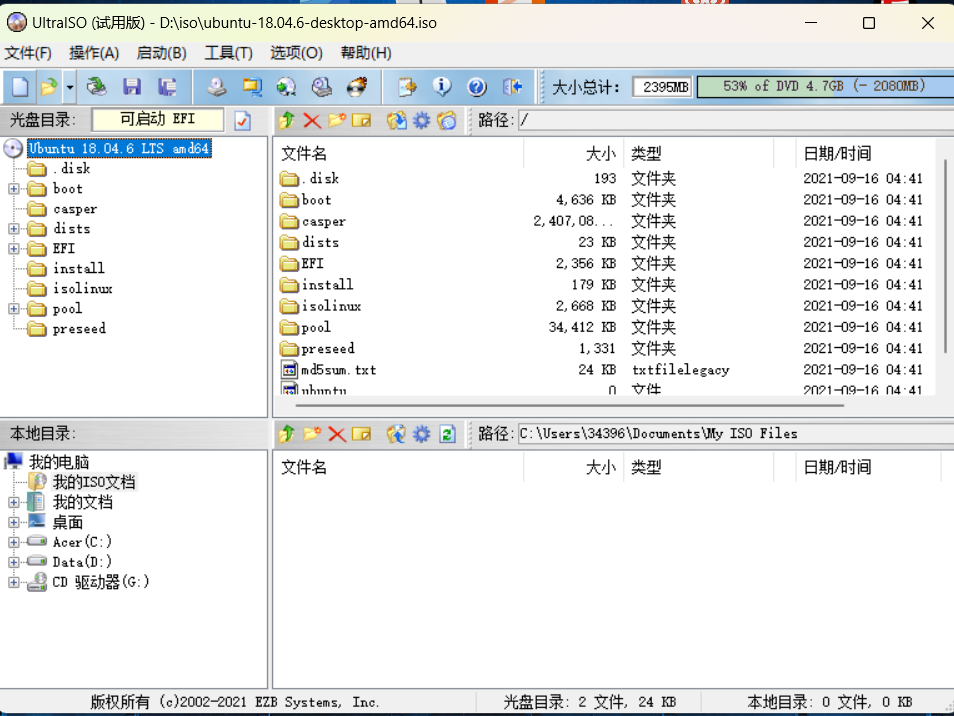 UltraISO (试用版) - D:\iso\ubuntu-18.04.6-desktop-amd64.iso
文件(F) 操作(A) 启动(B) 工具(T) 选项(O) 帮助(H)
大小总计: 2395MB 53% of DVD 4.7GB (- 2080MB)
光盘目录: 可启动 EFI 路径: /
Ubuntu 18.04.6 LTS amd64
.disk
boot
casper
dists
EFI
install
isolinux
pool
preseed
文件名 大小 类型 日期/时间
.disk 193 文件夹 2021-09-16 04:41
boot 4,636 KB 文件夹 2021-09-16 04:41
casper 2,407,08... 文件夹 2021-09-16 04:41
dists 23 KB 文件夹 2021-09-16 04:41
EFI 2,356 KB 文件夹 2021-09-16 04:41
install 179 KB 文件夹 2021-09-16 04:41
isolinux 2,668 KB 文件夹 2021-09-16 04:41
pool 34,412 KB 文件夹 2021-09-16 04:41
preseed 1,331 文件夹 2021-09-16 04:41
md5sum.txt 24 KB txtfilelegacy 2021-09-16 04:41
ubuntu 0 文件 2021-09-16 04:41
本地目录: 路径: C:\Users\34396\Documents\My ISO Files
我的电脑
我的ISO文档
我的文档
桌面
Acer(C:)
Data(D:)
CD 驱动器(G:)
文件名 大小 类型 日期/时间
版权所有 (c)2002-2021 EZB Systems, Inc. 光盘目录: 2 文件, 24 KB 本地目录: 0 文件, 0 KB